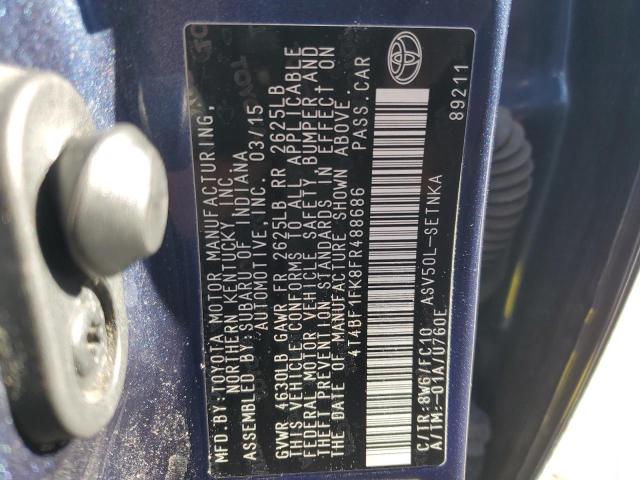 MFD. BY: TOYOTA MOTOR MANUFACTURING,
NORTHERN KENTUCKY, INC.
ASSEMBLED BY: SUBARU OF INDIANA
AUTOMOTIVE, INC. 03/15
GVWR 4630LB GAWR FR 2625LB RR 2625LB
THIS VEHICLE CONFORMS TO ALL APPLICABLE
FEDERAL MOTOR VEHICLE SAFETY, BUMPER, AND
THEFT PREVENTION STANDARDS IN EFFECT ON
THE DATE OF MANUFACTURE SHOWN ABOVE.
4T4BF1FK8FR488686 PASS. CAR
C/TR:8W6/FC10 ASV50L-SETNKA
A/TM:-01A/U760E
89211
TOYOTA